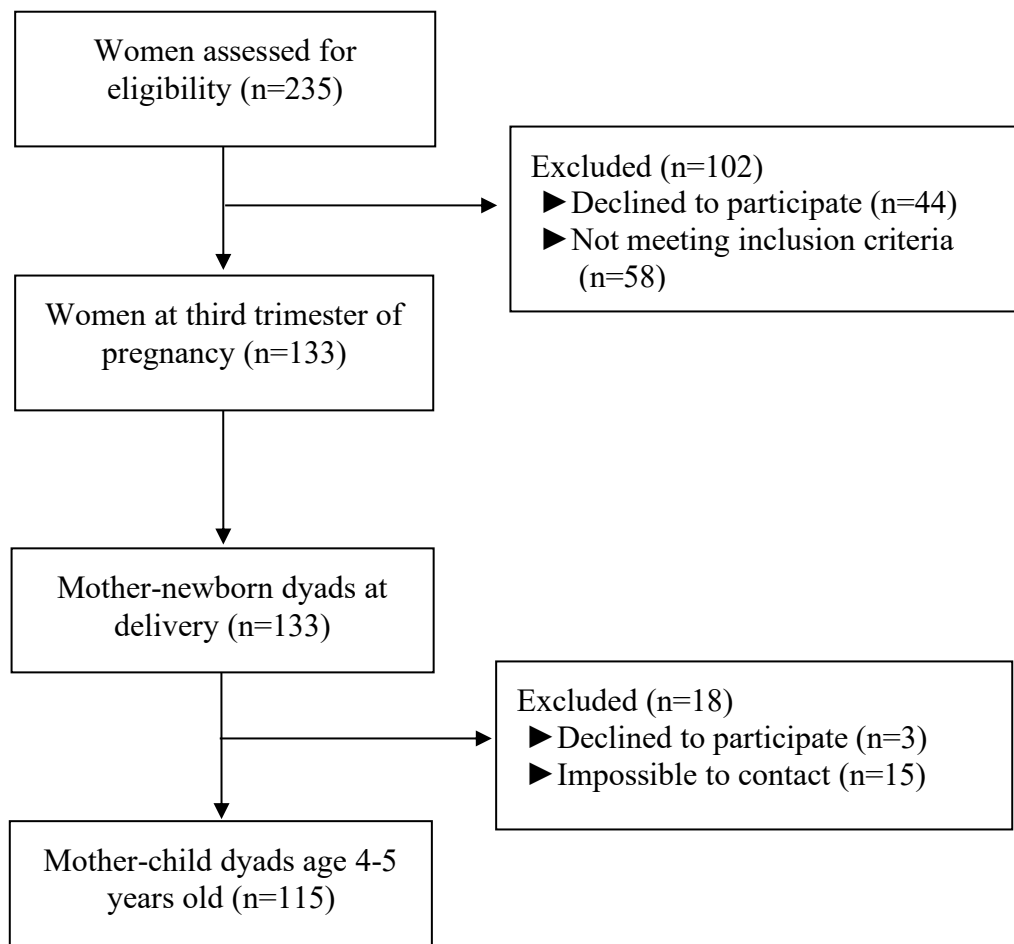 Women assessed for
eligibility (n=235)
Excluded (n=102)
►Declined to participate (n=44)
►Not meeting inclusion criteria
(n=58)
Women at third trimester of
pregnancy (n=133)
Mother-newborn dyads at
delivery (n=133)
Excluded (n=18)
►Declined to participate (n=3)
►Impossible to contact (n=15)
Mother-child dyads age 4-5
years old (n=115)